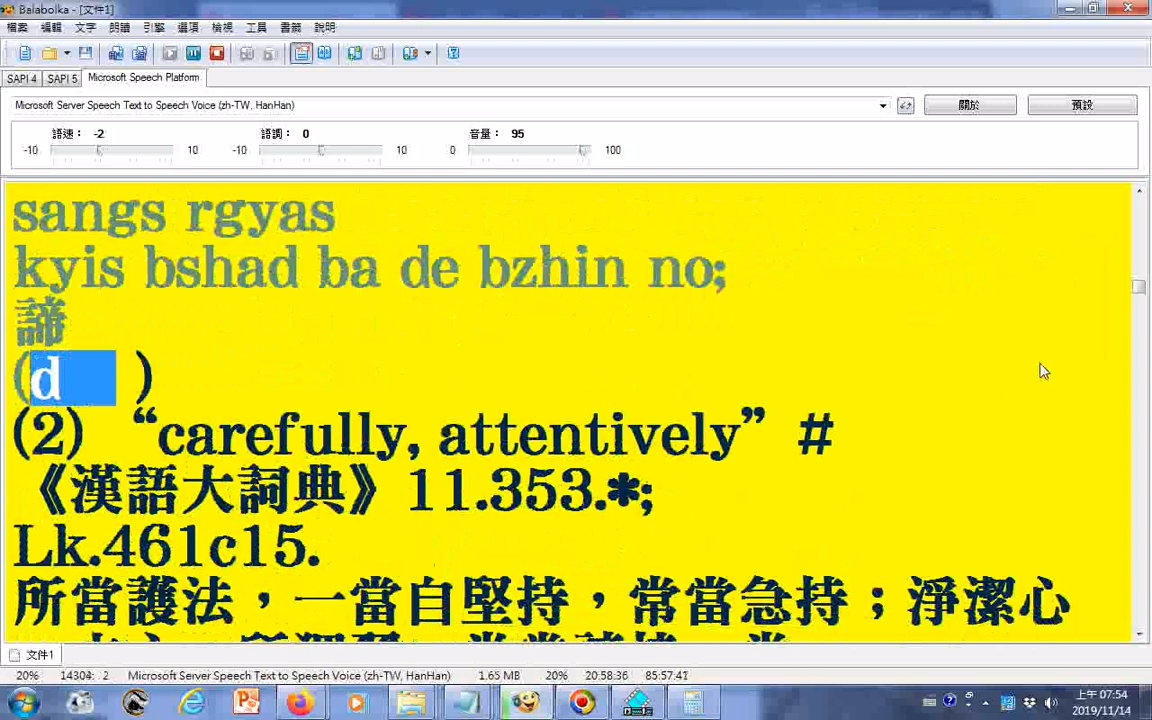 Balabolka - [文件1]
檔案 編輯 文字 朗讀 引擎 選項 檢視 工具 書籤 說明
SAPI 4 SAPI 5 Microsoft Speech Platform
Microsoft Server Speech Text to Speech Voice (zh-TW, HanHan) 關於 預設
語速： -2 語調： 0 音量： 95
-10 10 -10 10 0 100
sangs rgyas
kyis bshad ba de bzhin no;
諦
(d )
(2) “carefully, attentively” #
《漢語大詞典》11.353.*;
Lk.461c15.
所當護法，一當自堅持，常當急持；淨潔心
文件1
20% 14304: 2 Microsoft Server Speech Text to Speech Voice (zh-TW, HanHan) 1.65 MB 20% 20:58:36 85:57:41
上午 07:54
2019/11/14